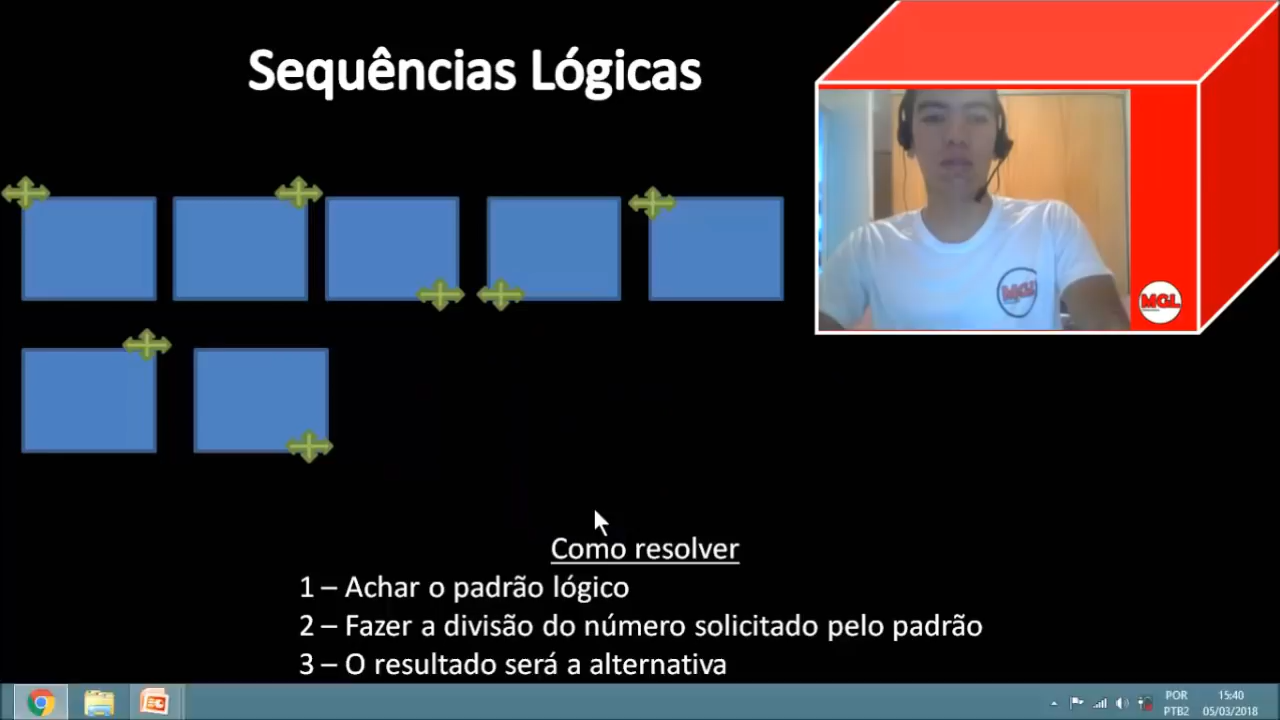 Sequências Lógicas
MGL
MGL
Como resolver
1 – Achar o padrão lógico
2 – Fazer a divisão do número solicitado pelo padrão
3 – O resultado será a alternativa
POR
PTB2
15:40
05/03/2018